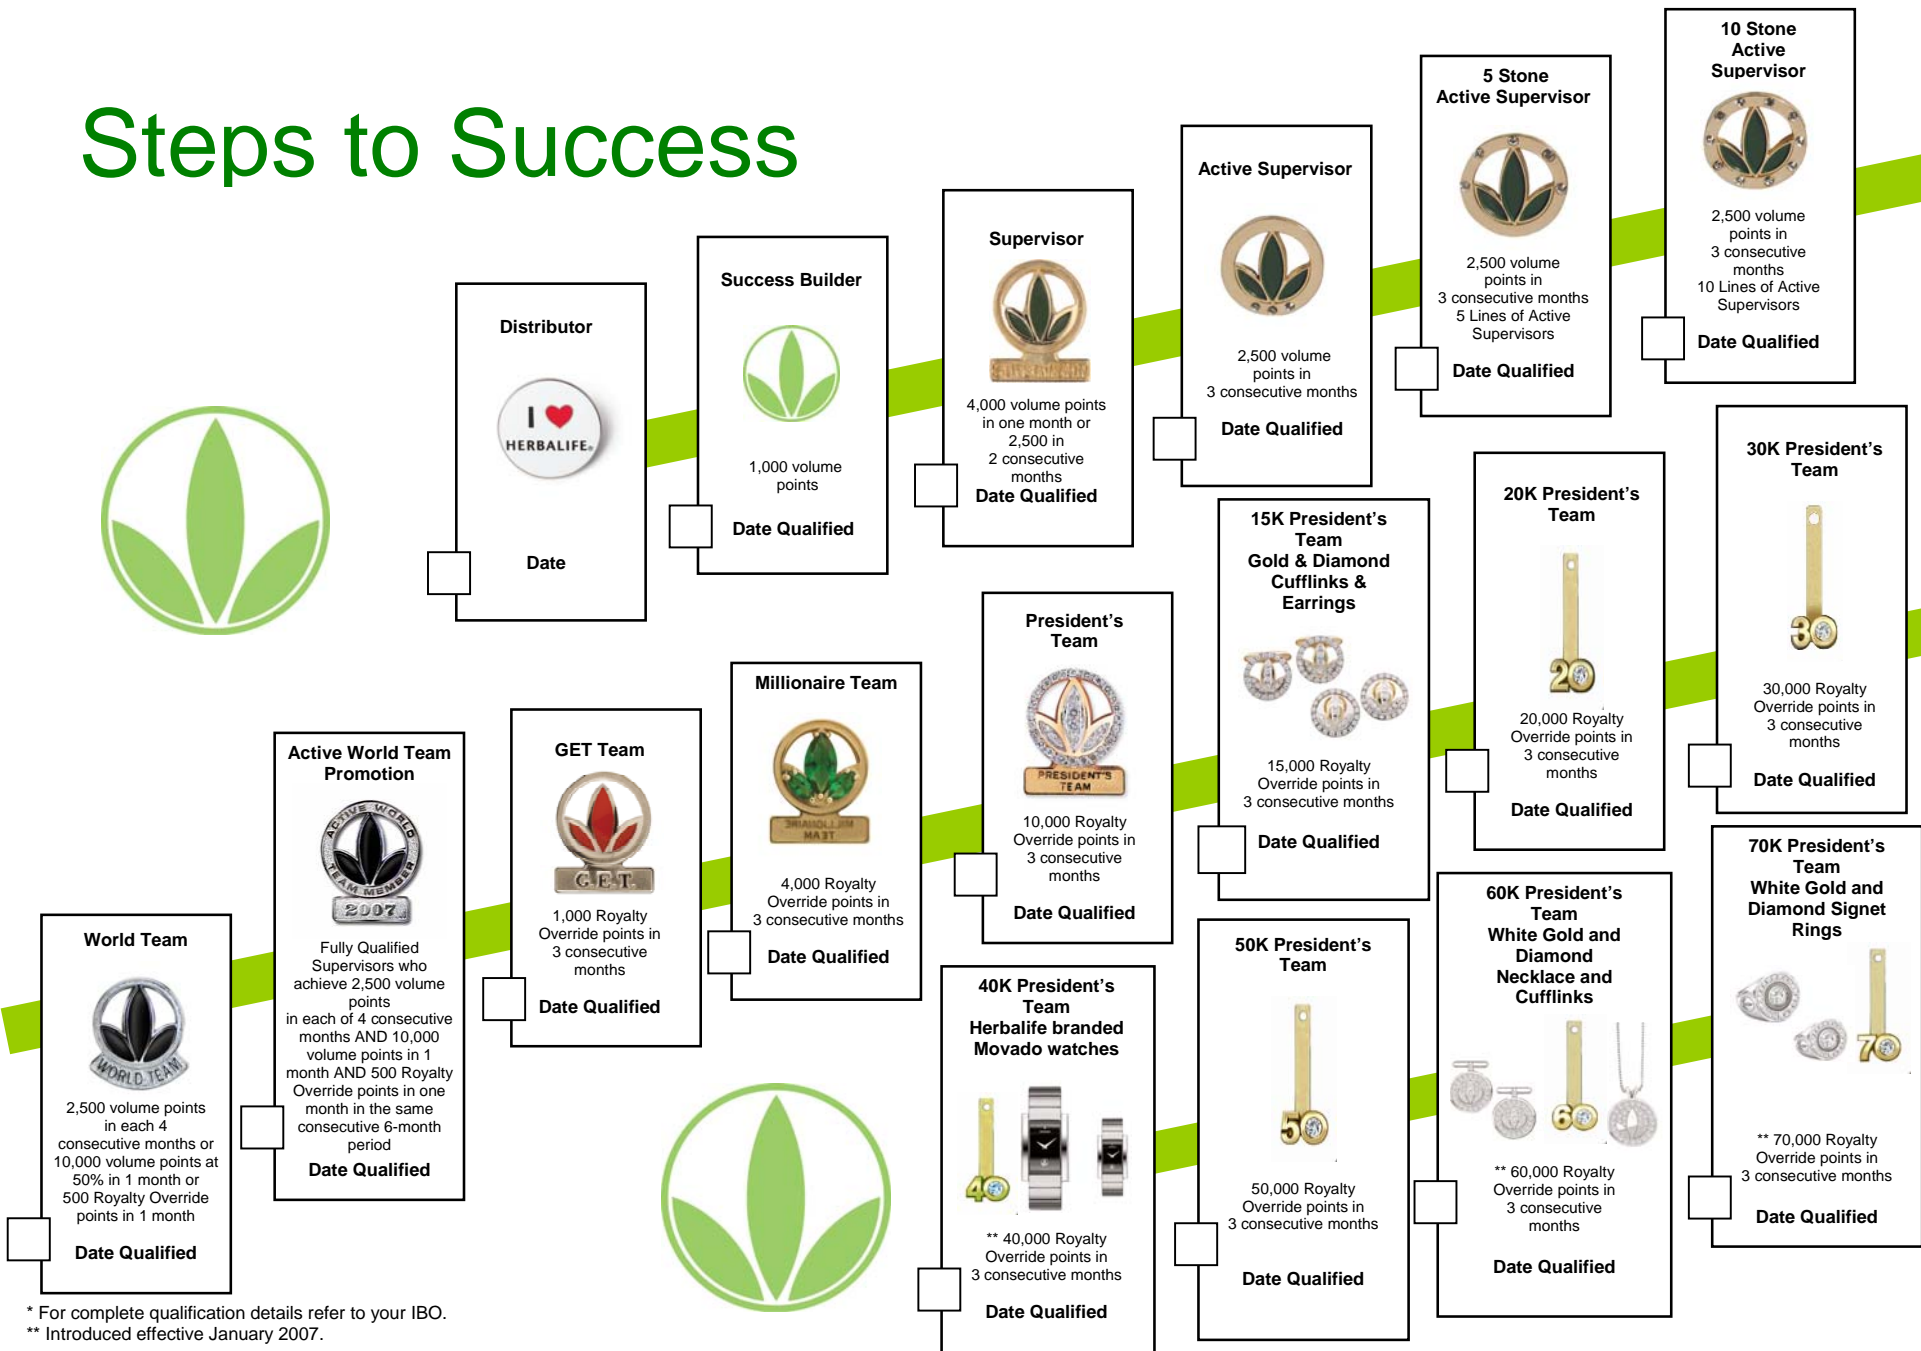 Steps to Success
Distributor
I
HERBALIFE®
Date
Success Builder
1,000 volume
points
Date Qualified
Supervisor
4,000 volume points
in one month or
2,500 in
2 consecutive
months
Date Qualified
Active Supervisor
2,500 volume
points in
3 consecutive months
Date Qualified
5 Stone
Active Supervisor
2,500 volume
points in
3 consecutive months
5 Lines of Active
Supervisors
Date Qualified
10 Stone
Active
Supervisor
2,500 volume
points in
3 consecutive
months
10 Lines of Active
Supervisors
Date Qualified
World Team
WORLD TEAM
2,500 volume points
in each 4
consecutive months or
10,000 volume points at
50% in 1 month or
500 Royalty Override
points in 1 month
Date Qualified
Active World Team
Promotion
ACTIVE WORLD
TEAM MEMBER
2007
Fully Qualified
Supervisors who
achieve 2,500 volume
points
in each of 4 consecutive
months AND 10,000
volume points in 1
month AND 500 Royalty
Override points in one
month in the same
consecutive 6-month
period
Date Qualified
GET Team
G.E.T.
1,000 Royalty
Override points in
3 consecutive
months
Date Qualified
Millionaire Team
MILLIONAIRE
TEAM
4,000 Royalty
Override points in
3 consecutive months
Date Qualified
President’s
Team
PRESIDENT'S
TEAM
10,000 Royalty
Override points in
3 consecutive
months
Date Qualified
15K President’s
Team
Gold & Diamond
Cufflinks &
Earrings
15,000 Royalty
Override points in
3 consecutive months
Date Qualified
20K President’s
Team
20
20,000 Royalty
Override points in
3 consecutive
months
Date Qualified
30K President’s
Team
30
30,000 Royalty
Override points in
3 consecutive
months
Date Qualified
40K President’s
Team
Herbalife branded
Movado watches
40
** 40,000 Royalty
Override points in
3 consecutive months
Date Qualified
50K President’s
Team
50
50,000 Royalty
Override points in
3 consecutive months
Date Qualified
60K President’s
Team
White Gold and
Diamond
Necklace and
Cufflinks
60
** 60,000 Royalty
Override points in
3 consecutive
months
Date Qualified
70K President’s
Team
White Gold and
Diamond Signet
Rings
70
** 70,000 Royalty
Override points in
3 consecutive months
Date Qualified
* For complete qualification details refer to your IBO.
** Introduced effective January 2007.